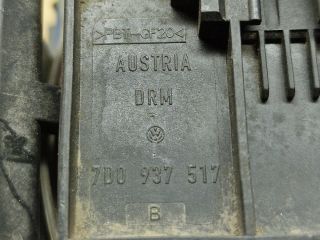 >PBT-GF20<
AUSTRIA
DRM
7D0 937 517
B